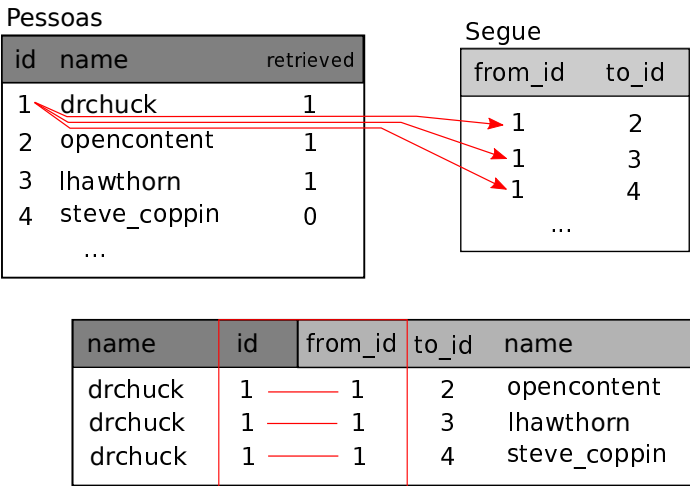 Pessoas
id name retrieved
1 drchuck 1
2 opencontent 1
3 lhawthorn 1
4 steve_coppin 0
...
Segue
from_id to_id
1 2
1 3
1 4
...
name id from_id to_id name
drchuck 1 1 2 opencontent
drchuck 1 1 3 lhawthorn
drchuck 1 1 4 steve_coppin